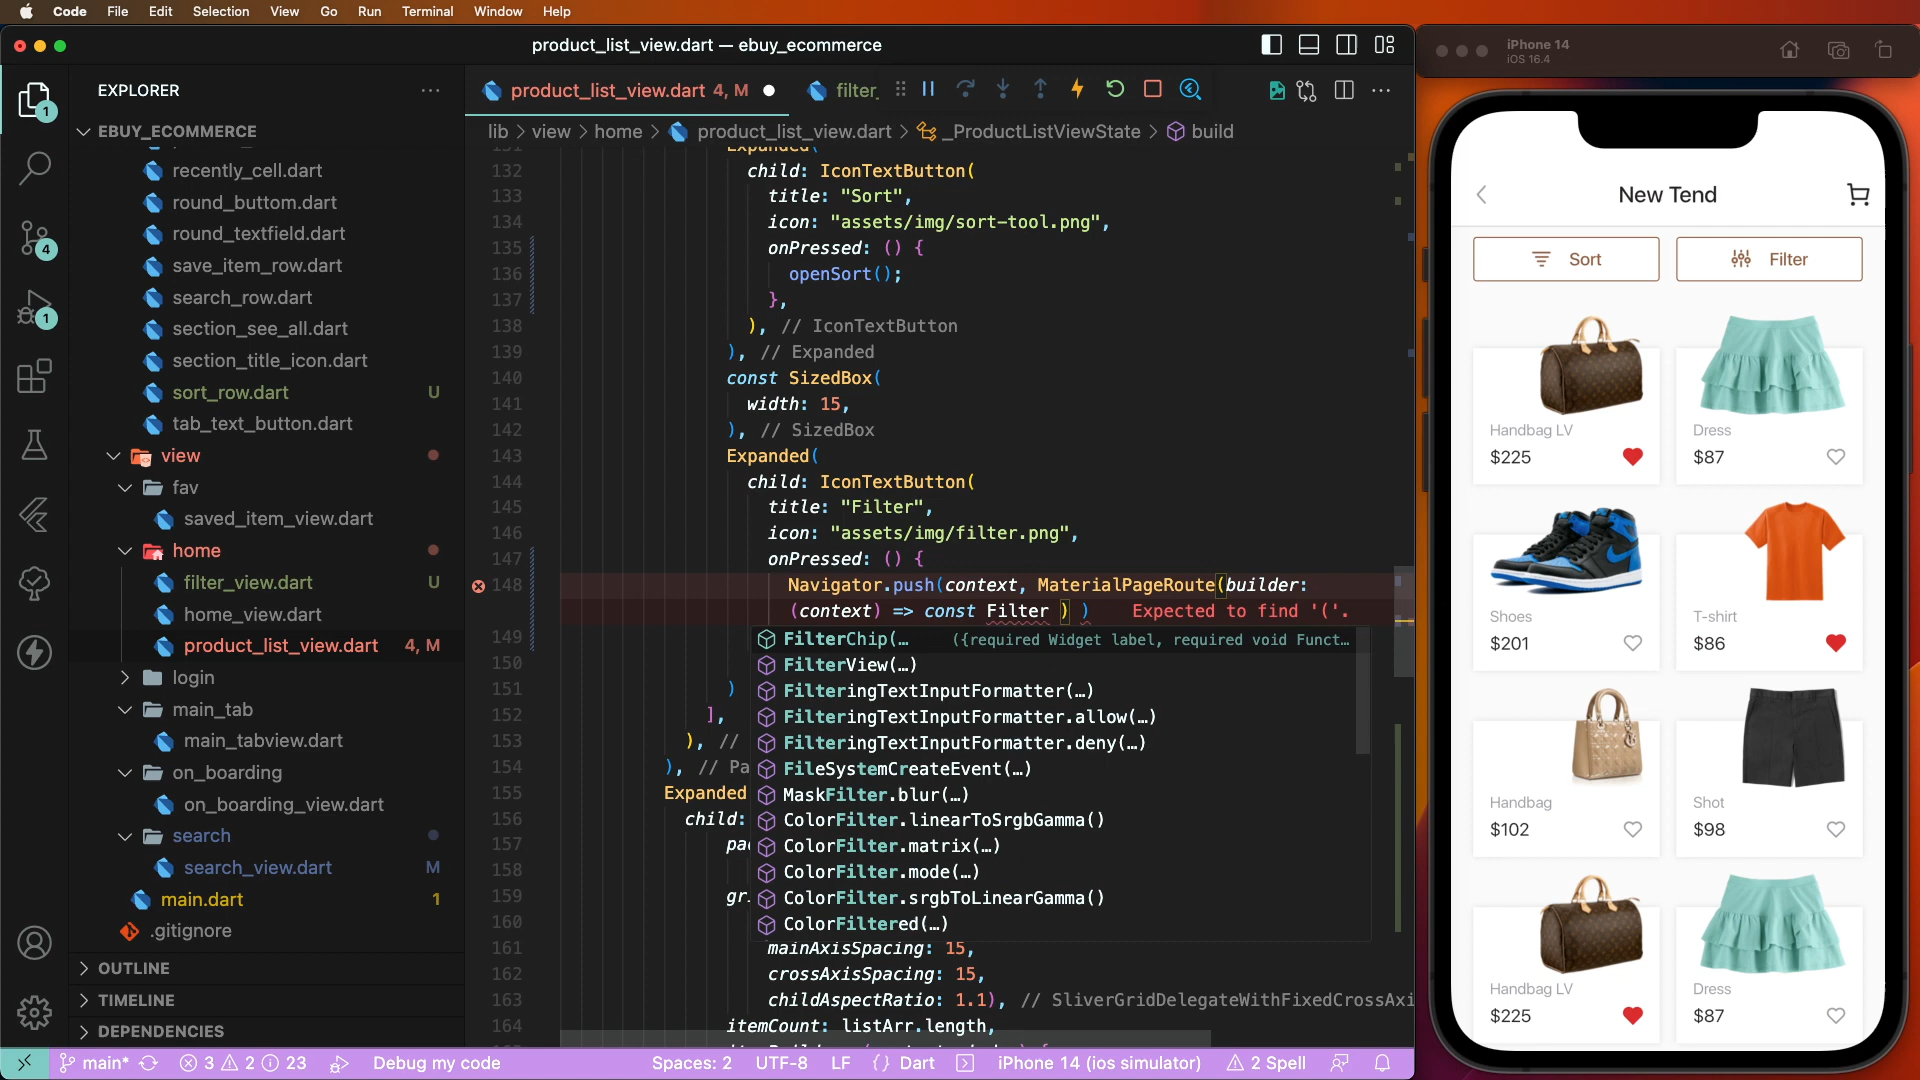 Code File Edit Selection View Go Run Terminal Window Help
product_list_view.dart — ebuy_ecommerce
EXPLORER
EBUY_ECOMMERCE
recently_cell.dart
round_buttom.dart
round_textfield.dart
save_item_row.dart
search_row.dart
section_see_all.dart
section_title_icon.dart
sort_row.dart U
tab_text_button.dart
view
fav
saved_item_view.dart
home
filter_view.dart U
home_view.dart
product_list_view.dart 4, M
login
main_tab
main_tabview.dart
on_boarding
on_boarding_view.dart
search
search_view.dart M
main.dart 1
.gitignore
OUTLINE
TIMELINE
DEPENDENCIES
1
4
1
product_list_view.dart 4, M
filter_
lib > view > home > product_list_view.dart > _ProductListViewState > build
131 Expanded(
132 child: IconTextButton(
133 title: "Sort",
134 icon: "assets/img/sort-tool.png",
135 onPressed: () {
136 openSort();
137 },
138 ), // IconTextButton
139 ), // Expanded
140 const SizedBox(
141 width: 15,
142 ), // SizedBox
143 Expanded(
144 child: IconTextButton(
145 title: "Filter",
146 icon: "assets/img/filter.png",
147 onPressed: () {
148 Navigator.push(context, MaterialPageRoute(builder:
(context) => const Filter ) ) Expected to find '('.
149
150
151 )
152 ],
153 ), //
154 ), // Pa
155 Expanded
156 child:
157 pad
158
159 gri
160
161 mainAxisSpacing: 15,
162 crossAxisSpacing: 15,
163 childAspectRatio: 1.1), // SliverGridDelegateWithFixedCrossAxi
164 itemCount: listArr.length,
FilterChip(… ({required Widget label, required void Funct…
FilterView(…)
FilteringTextInputFormatter(…)
FilteringTextInputFormatter.allow(…)
FilteringTextInputFormatter.deny(…)
FileSystemCreateEvent(…)
MaskFilter.blur(…)
ColorFilter.linearToSrgbGamma()
ColorFilter.matrix(…)
ColorFilter.mode(…)
ColorFilter.srgbToLinearGamma()
ColorFiltered(…)
main* 3 2 23 Debug my code Spaces: 2 UTF-8 LF {} Dart iPhone 14 (ios simulator) 2 Spell
iPhone 14
iOS 16.4
New Tend
Sort Filter
Handbag LV Dress
$225 $87
Shoes T-shirt
$201 $86
Handbag Shot
$102 $98
Handbag LV Dress
$225 $87